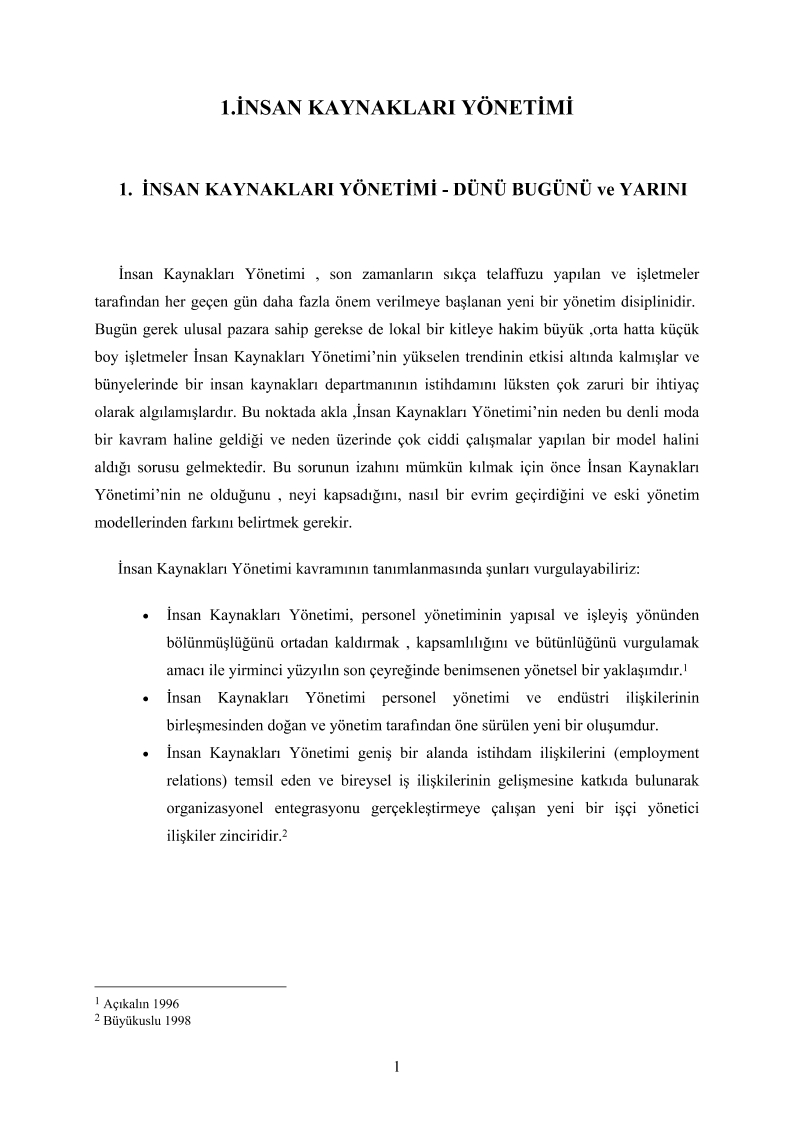 1.İNSAN KAYNAKLARI YÖNETİMİ
1. İNSAN KAYNAKLARI YÖNETİMİ - DÜNÜ BUGÜNÜ ve YARINI
İnsan Kaynakları Yönetimi , son zamanların sıkça telaffuzu yapılan ve işletmeler
tarafından her geçen gün daha fazla önem verilmeye başlanan yeni bir yönetim disiplinidir.
Bugün gerek ulusal pazara sahip gerekse de lokal bir kitleye hakim büyük ,orta hatta küçük
boy işletmeler İnsan Kaynakları Yönetimi’nin yükselen trendinin etkisi altında kalmışlar ve
bünyelerinde bir insan kaynakları departmanının istihdamını lüksten çok zaruri bir ihtiyaç
olarak algılamışlardır. Bu noktada akla ,İnsan Kaynakları Yönetimi’nin neden bu denli moda
bir kavram haline geldiği ve neden üzerinde çok ciddi çalışmalar yapılan bir model halini
aldığı sorusu gelmektedir. Bu sorunun izahını mümkün kılmak için önce İnsan Kaynakları
Yönetimi’nin ne olduğunu , neyi kapsadığını, nasıl bir evrim geçirdiğini ve eski yönetim
modellerinden farkını belirtmek gerekir.
İnsan Kaynakları Yönetimi kavramının tanımlanmasında şunları vurgulayabiliriz:
• İnsan Kaynakları Yönetimi, personel yönetiminin yapısal ve işleyiş yönünden
bölünmüşlüğünü ortadan kaldırmak , kapsamlılığını ve bütünlüğünü vurgulamak
amacı ile yirminci yüzyılın son çeyreğinde benimsenen yönetsel bir yaklaşımdır.1
• İnsan Kaynakları Yönetimi personel yönetimi ve endüstri ilişkilerinin
birleşmesinden doğan ve yönetim tarafından öne sürülen yeni bir oluşumdur.
• İnsan Kaynakları Yönetimi geniş bir alanda istihdam ilişkilerini (employment
relations) temsil eden ve bireysel iş ilişkilerinin gelişmesine katkıda bulunarak
organizasyonel entegrasyonu gerçekleştirmeye çalışan yeni bir işçi yönetici
ilişkiler zinciridir.2
1 Açıkalın 1996
2 Büyükuslu 1998
1